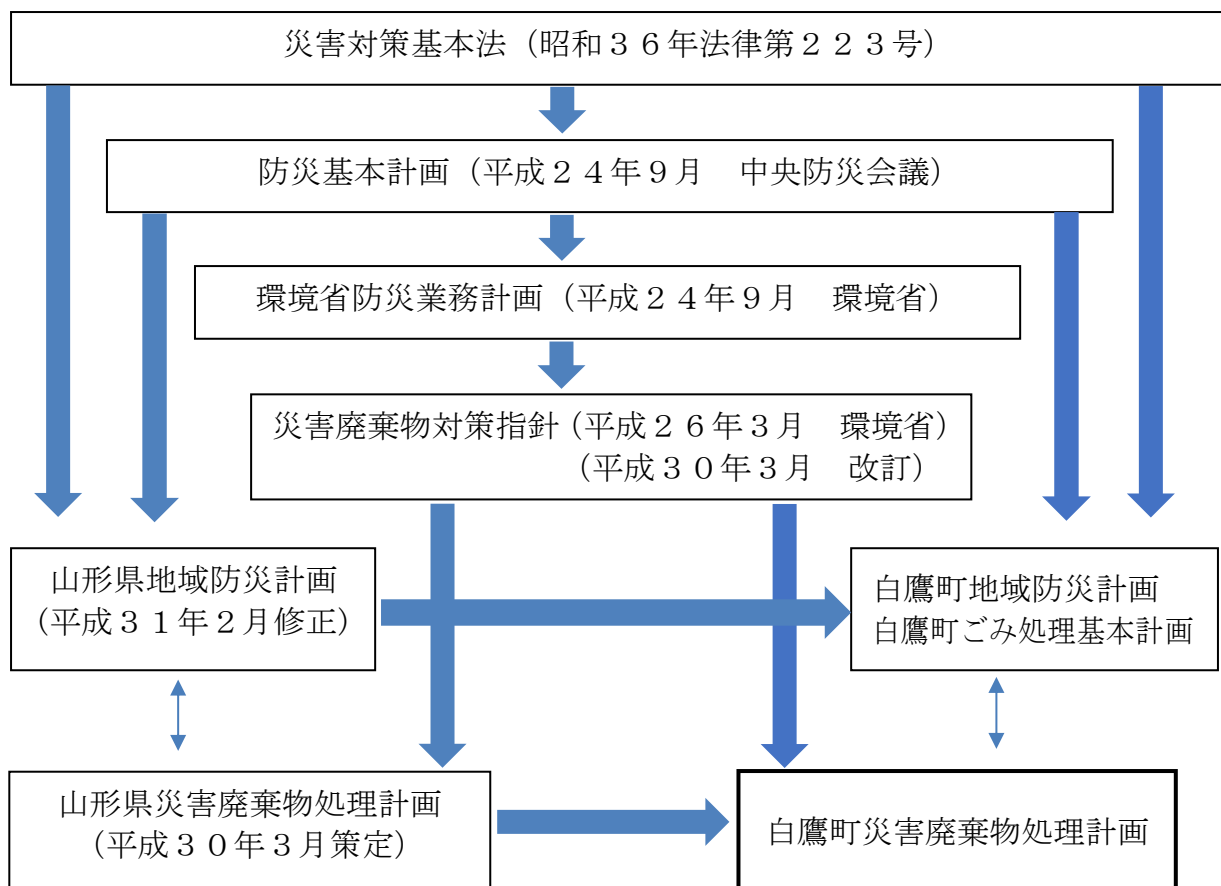 災害対策基本法（昭和３６年法律第２２３号）
防災基本計画（平成２４年９月　中央防災会議）
環境省防災業務計画（平成２４年９月　環境省）
災害廃棄物対策指針（平成２６年３月　環境省）
（平成３０年３月　改訂）
山形県地域防災計画
（平成３１年２月修正）
白鷹町地域防災計画
白鷹町ごみ処理基本計画
山形県災害廃棄物処理計画
（平成３０年３月策定）
白鷹町災害廃棄物処理計画